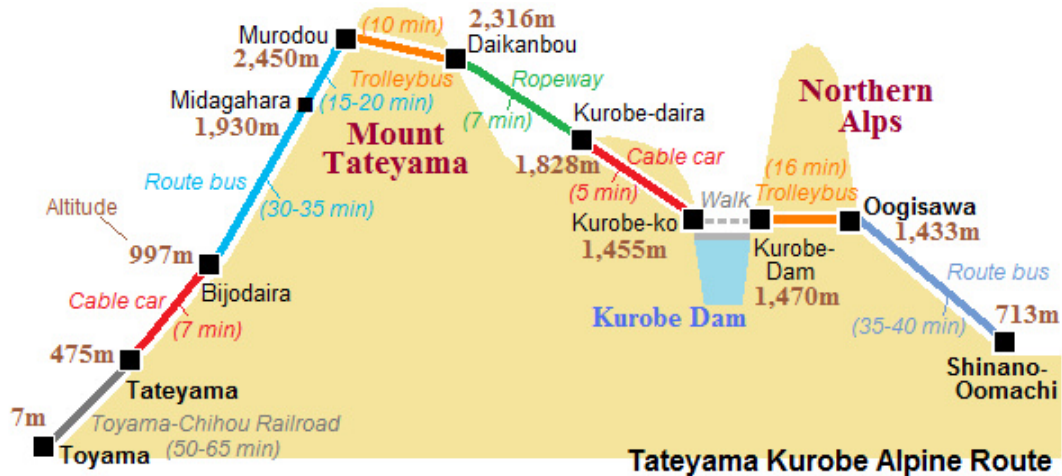 (10 min)
2,316m
Murodou
2,450m
Daikanbou
Trolleybus
Ropeway
Midagahara
1,930m
(15-20 min)
(7 min)
Kurobe-daira
1,828m
Northern
Alps
Mount
Tateyama
Cable car
(5 min)
(16 min)
Trolleybus
Route bus
(30-35 min)
Walk
Altitude
997m
Bijodaira
Kurobe-ko
1,455m
Kurobe-
Dam
1,470m
Oogisawa
1,433m
Cable car
(7 min)
Kurobe Dam
Route bus
(35-40 min)
713m
475m
Tateyama
Shinano-
Oomachi
7m
Toyama
Toyama-Chihou Railroad
(50-65 min)
Tateyama Kurobe Alpine Route